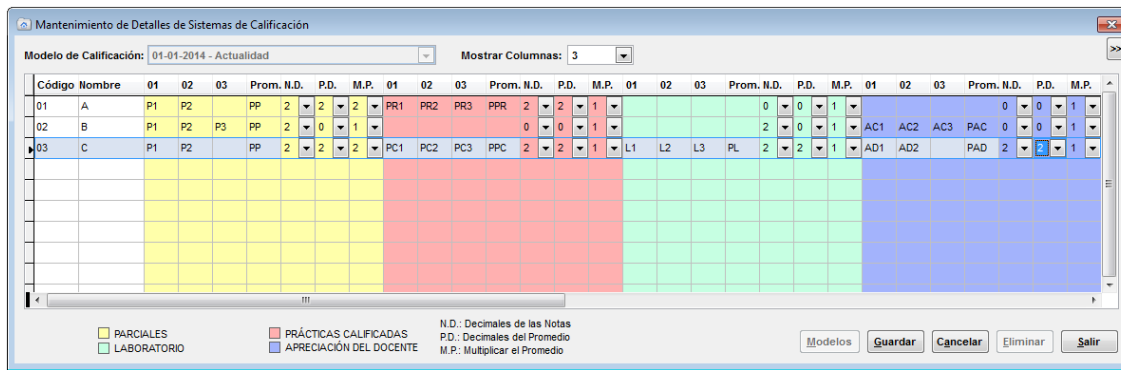 Mantenimiento de Detalles de Sistemas de Calificación
Modelo de Calificación: 01-01-2014 - Actualidad Mostrar Columnas: 3 >>
Código Nombre 01 02 03 Prom. N.D. P.D. M.P. 01 02 03 Prom. N.D. P.D. M.P. 01 02 03 Prom. N.D. P.D. M.P. 01 02 03 Prom. N.D. P.D. M.P.
01 A P1 P2 PP 2 2 2 PR1 PR2 PR3 PPR 2 2 1 0 0 1 0 0 1
02 B P1 P2 P3 PP 2 0 1 0 0 1 2 0 1 AC1 AC2 AC3 PAC 0 0 1
03 C P1 P2 PP 2 2 2 PC1 PC2 PC3 PPC 2 2 1 L1 L2 L3 PL 2 2 1 AD1 AD2 PAD 2 2 1
PARCIALES PRÁCTICAS CALIFICADAS N.D.: Decimales de las Notas
LABORATORIO APRECIACIÓN DEL DOCENTE P.D.: Decimales del Promedio
M.P.: Multiplicar el Promedio
Modelos Guardar Cancelar Eliminar Salir